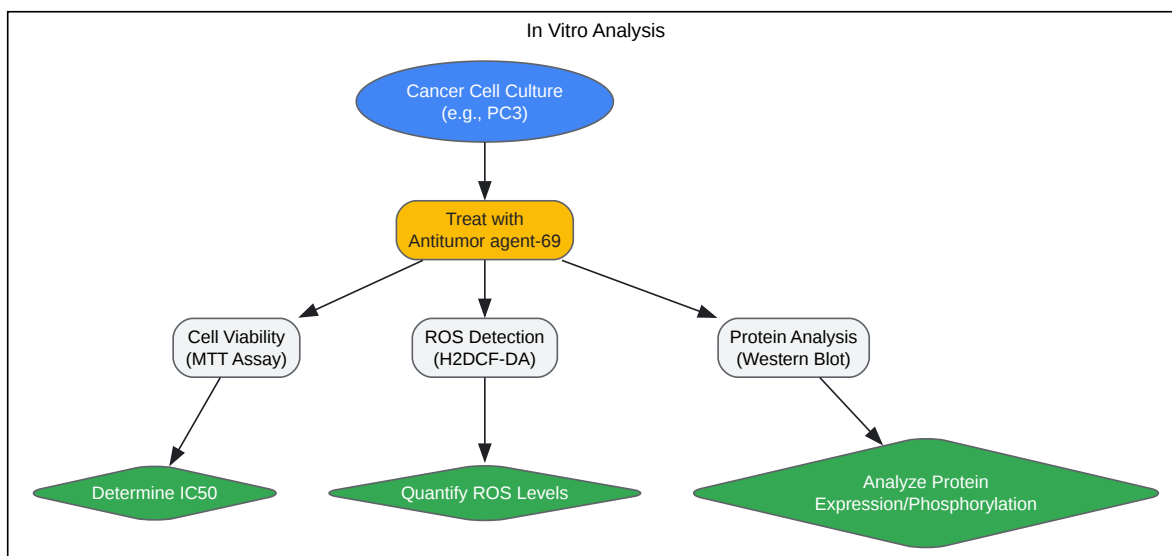 In Vitro Analysis
Cancer Cell Culture
(e.g., PC3)
Treat with
Antitumor agent-69
Cell Viability
(MTT Assay)
ROS Detection
(H2DCF-DA)
Protein Analysis
(Western Blot)
Determine IC50
Quantify ROS Levels
Analyze Protein
Expression/Phosphorylation